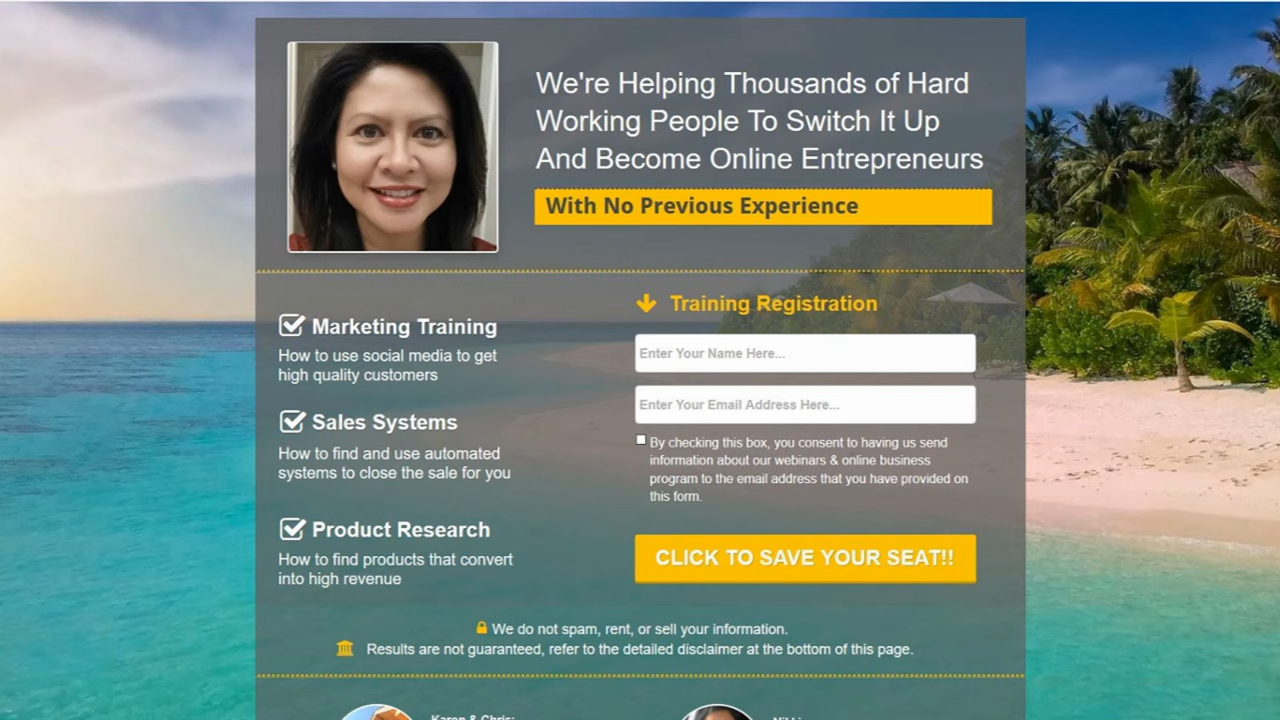 We're Helping Thousands of Hard
Working People To Switch It Up
And Become Online Entrepreneurs
With No Previous Experience
Training Registration
Marketing Training
How to use social media to get
high quality customers
Enter Your Name Here...
Enter Your Email Address Here...
Sales Systems
How to find and use automated
systems to close the sale for you
By checking this box, you consent to having us send
information about our webinars & online business
program to the email address that you have provided on
this form.
Product Research
How to find products that convert
into high revenue
CLICK TO SAVE YOUR SEAT!!
We do not spam, rent, or sell your information.
Results are not guaranteed, refer to the detailed disclaimer at the bottom of this page.
Karen & Chris: